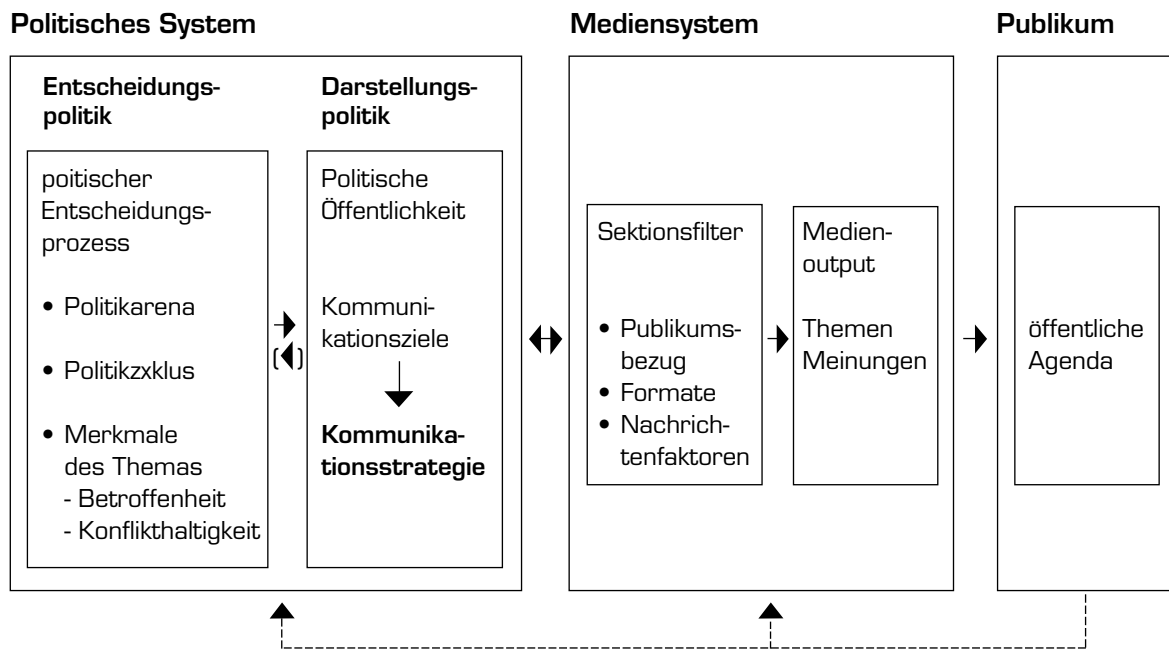 Politisches System
Entscheidungs-
politik
poitischer
Entscheidungs-
prozess
• Politikarena
• Politikzxklus
• Merkmale
des Themas
- Betroffenheit
- Konflikthaltigkeit
Darstellungs-
politik
Politische
Öffentlichkeit
Kommuni-
kationsziele
Kommunika-
tionsstrategie
Mediensystem
Sektionsfilter
• Publikums-
bezug
• Formate
• Nachrich-
tenfaktoren
Medien-
output
Themen
Meinungen
Publikum
öffentliche
Agenda